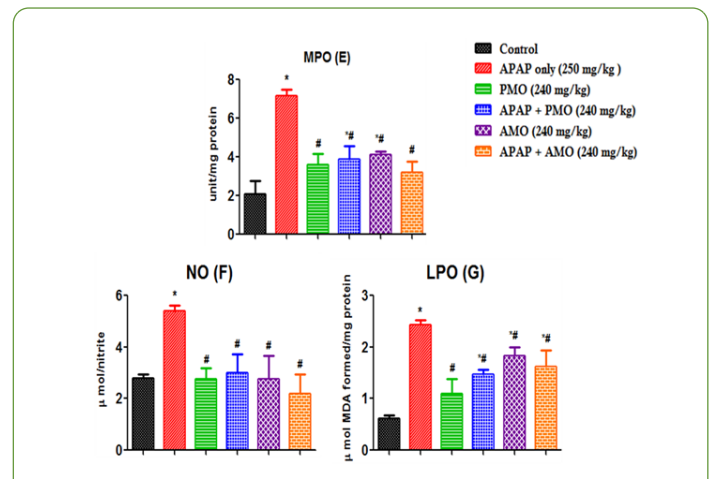 MPO (E)
unit/mg protein
8
6
4
2
0
*
#
*#
*#
#
Control
APAP only (250 mg/kg )
PMO (240 mg/kg)
APAP + PMO (240 mg/kg)
AMO (240 mg/kg)
APAP + AMO (240 mg/kg)
NO (F)
μ mol/nitrite
6
4
2
0
*
#
#
#
#
LPO (G)
μ mol MDA formed/mg protein
3
2
1
0
*
#
*#
*#
*#